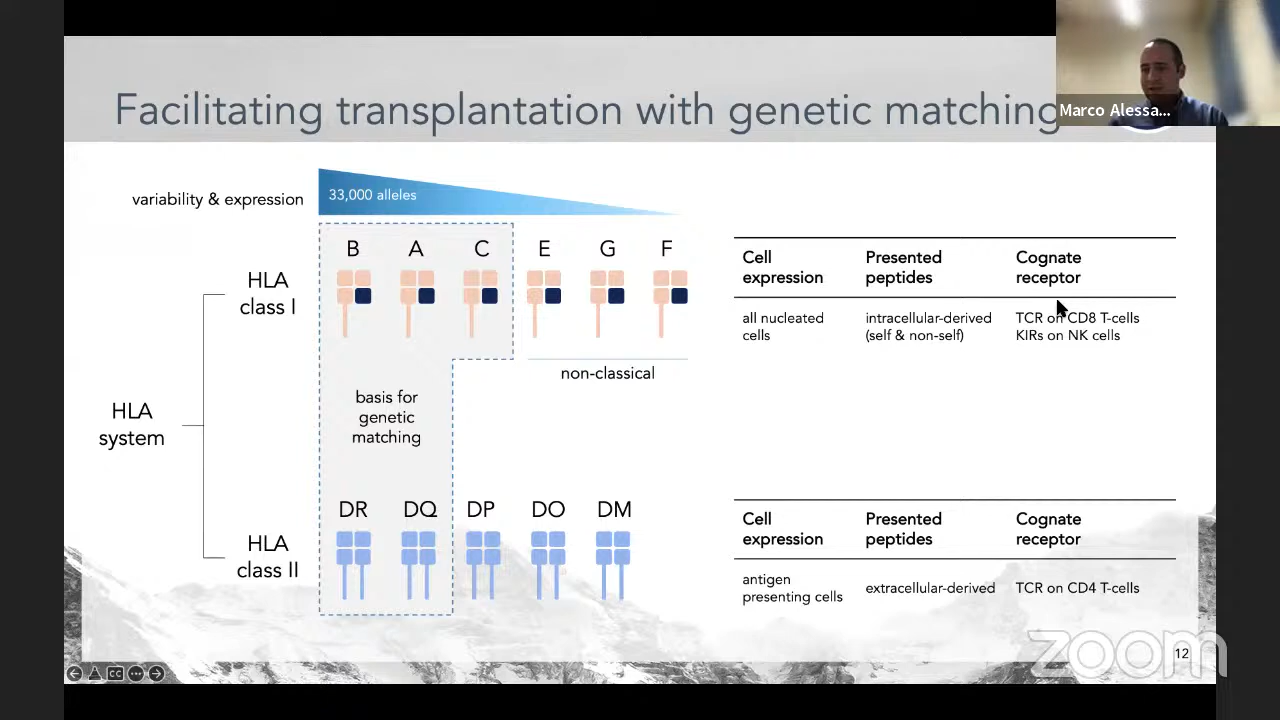 Facilitating transplantation with genetic matching
Marco Alessa...
variability & expression
33,000 alleles
B A C E G F
HLA
class I
non-classical
basis for
genetic
matching
HLA
system
DR DQ DP DO DM
HLA
class II
Cell
expression
Presented
peptides
Cognate
receptor
all nucleated
cells
intracellular-derived
(self & non-self)
TCR on CD8 T-cells
KIRs on NK cells
Cell
expression
Presented
peptides
Cognate
receptor
antigen
presenting cells
extracellular-derived
TCR on CD4 T-cells
zoom
12
CC